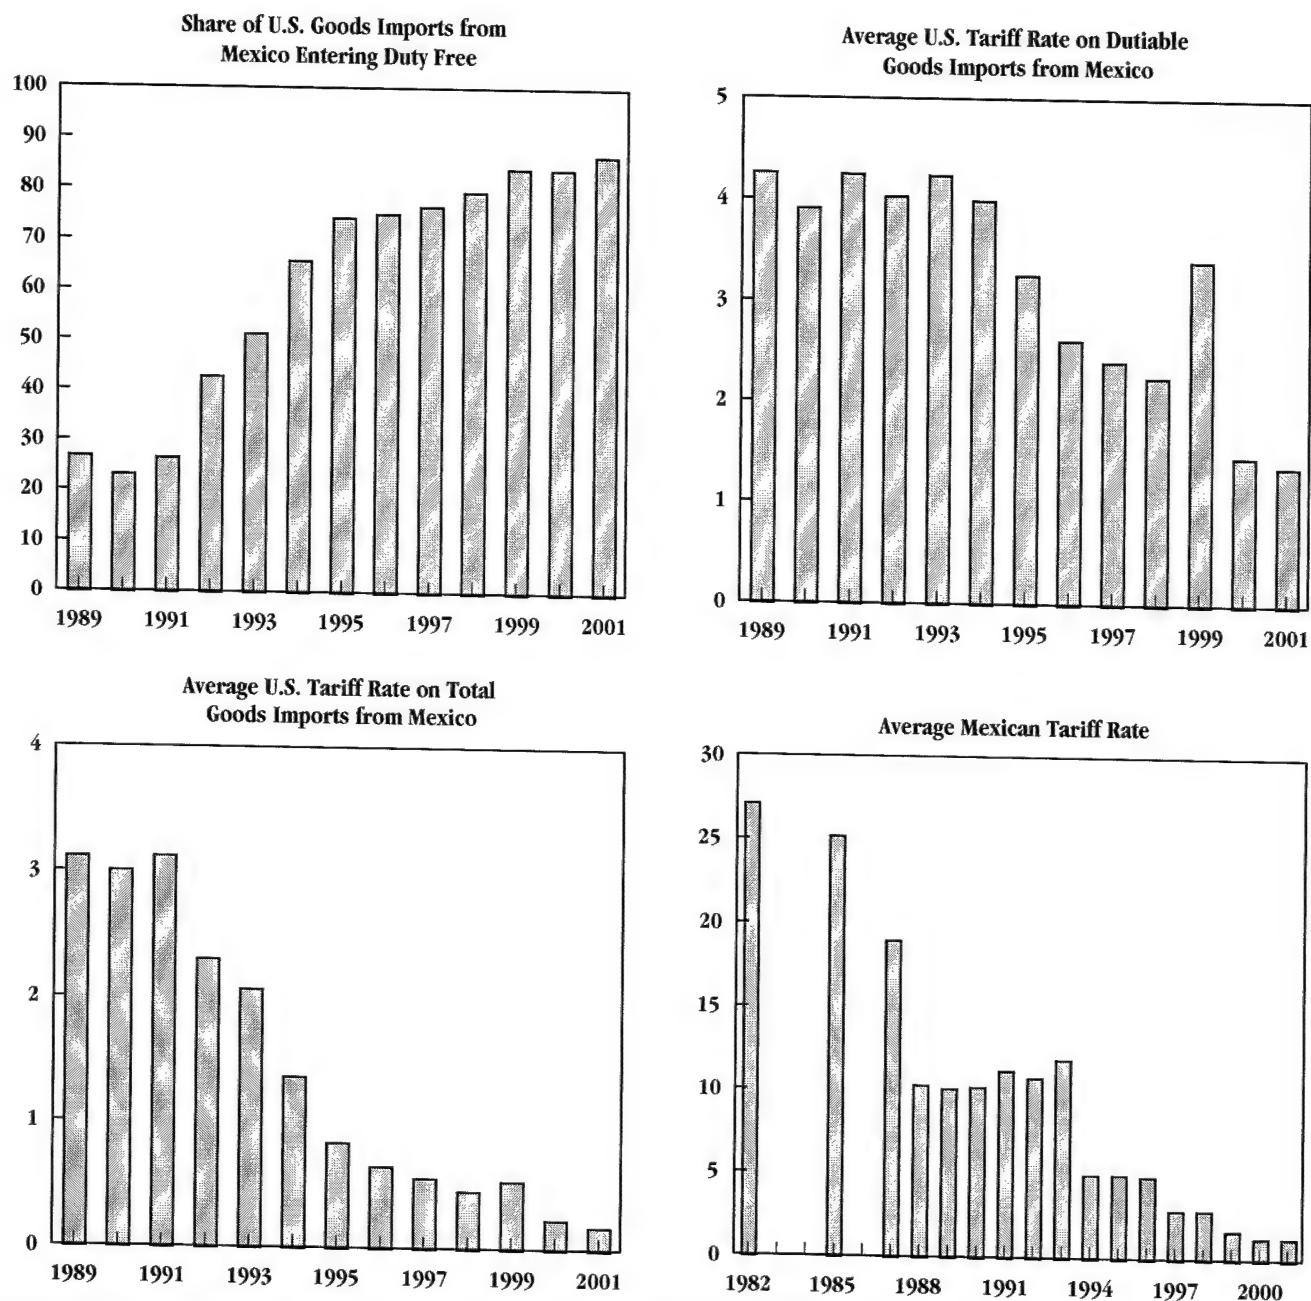 Share of U.S. Goods Imports from
Mexico Entering Duty Free
100
90
80
70
60
50
40
30
20
10
0
1989 1991 1993 1995 1997 1999 2001
Average U.S. Tariff Rate on Dutiable
Goods Imports from Mexico
5
4
3
2
1
0
1989 1991 1993 1995 1997 1999 2001
Average U.S. Tariff Rate on Total
Goods Imports from Mexico
4
3
2
1
0
1989 1991 1993 1995 1997 1999 2001
Average Mexican Tariff Rate
30
25
20
15
10
5
0
1982 1985 1988 1991 1994 1997 2000